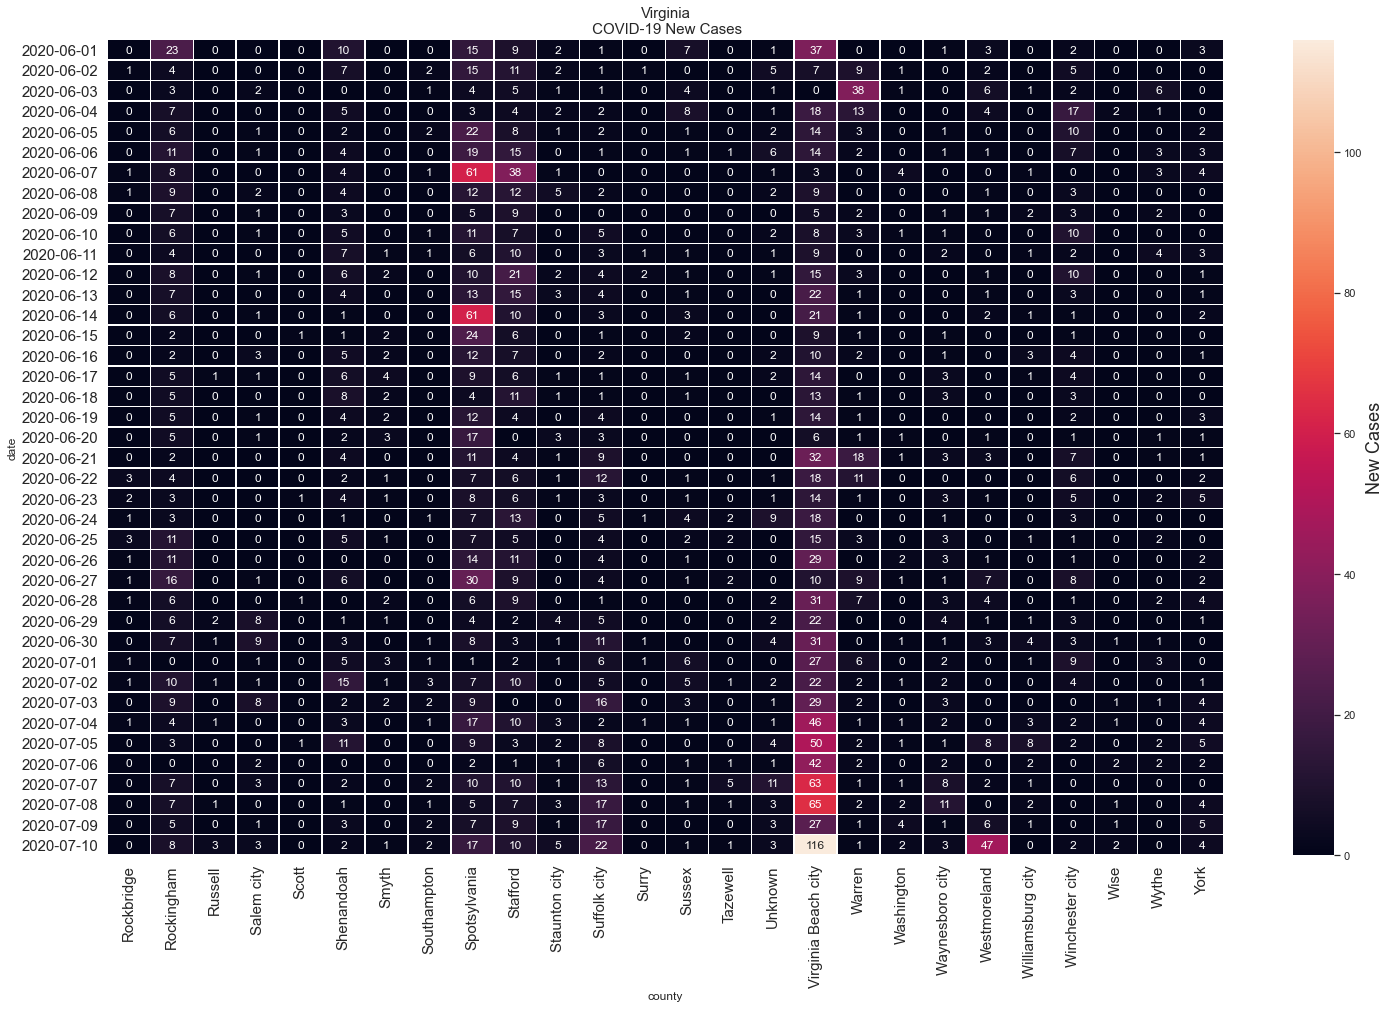 Virginia
COVID-19 New Cases
2020-06-01 0 23 0 0 0 10 0 0 15 9 2 1 0 7 0 1 37 0 0 1 3 0 2 0 0 3
2020-06-02 1 4 0 0 0 7 0 2 15 11 2 1 1 0 0 5 7 9 1 0 2 0 5 0 0 0
2020-06-03 0 3 0 2 0 0 0 1 4 5 1 1 0 4 0 1 0 38 1 0 6 1 2 0 6 0
2020-06-04 0 7 0 0 0 5 0 0 3 4 2 2 0 8 0 1 18 13 0 0 4 0 17 2 1 0
2020-06-05 0 6 0 1 0 2 0 2 22 8 1 2 0 1 0 2 14 3 0 1 0 0 10 0 0 2
2020-06-06 0 11 0 1 0 4 0 0 19 15 0 1 0 1 1 6 14 2 0 1 1 0 7 0 3 3
2020-06-07 1 8 0 0 0 4 0 1 61 38 1 0 0 0 0 1 3 0 4 0 0 1 0 0 3 4
2020-06-08 1 9 0 2 0 4 0 0 12 12 5 2 0 0 0 2 9 0 0 0 1 0 3 0 0 0
2020-06-09 0 7 0 1 0 3 0 0 5 9 0 0 0 0 0 0 5 2 0 1 1 2 3 0 2 0
2020-06-10 0 6 0 1 0 5 0 1 11 7 0 5 0 0 0 2 8 3 1 1 0 0 10 0 0 0
2020-06-11 0 4 0 0 0 7 1 1 6 10 0 3 1 1 0 1 9 0 0 2 0 1 2 0 4 3
2020-06-12 0 8 0 1 0 6 2 0 10 21 2 4 2 1 0 1 15 3 0 0 1 0 10 0 0 1
2020-06-13 0 7 0 0 0 4 0 0 13 15 3 4 0 1 0 0 22 1 0 0 1 0 3 0 0 1
2020-06-14 0 6 0 1 0 1 0 0 61 10 0 3 0 3 0 0 21 1 0 0 2 1 1 0 0 2
2020-06-15 0 2 0 0 1 1 2 0 24 6 0 1 0 2 0 0 9 1 0 1 0 0 1 0 0 0
2020-06-16 0 2 0 3 0 5 2 0 12 7 0 2 0 0 0 2 10 2 0 1 0 3 4 0 0 1
2020-06-17 0 5 1 1 0 6 4 0 9 6 1 1 0 1 0 2 14 0 0 3 0 1 4 0 0 0
2020-06-18 0 5 0 0 0 8 2 0 4 11 1 1 0 1 0 0 13 1 0 3 0 0 3 0 0 0
2020-06-19 0 5 0 1 0 4 2 0 12 4 0 4 0 0 0 1 14 1 0 0 0 0 2 0 0 3
2020-06-20 0 5 0 1 0 2 3 0 17 0 3 3 0 0 0 0 6 1 1 0 1 0 1 0 1 1
2020-06-21 0 2 0 0 0 4 0 0 11 4 1 9 0 0 0 0 32 18 1 3 3 0 7 0 1 1
2020-06-22 3 4 0 0 0 2 1 0 7 6 1 12 0 1 0 1 18 11 0 0 0 0 6 0 0 2
2020-06-23 2 3 0 0 1 4 1 0 8 6 1 3 0 1 0 0 14 1 0 3 1 0 5 0 2 5
2020-06-24 1 3 0 0 0 1 0 1 7 13 0 5 1 4 2 9 18 0 0 1 0 0 3 0 0 0
2020-06-25 3 11 0 0 0 5 1 0 7 5 0 4 0 2 2 0 15 3 0 3 0 1 1 0 2 0
2020-06-26 1 11 0 0 0 0 0 0 14 11 0 4 0 1 0 0 29 0 2 3 1 0 1 0 0 2
2020-06-27 1 16 0 1 0 6 0 0 30 9 0 4 0 1 2 0 10 9 1 1 7 0 8 0 0 2
2020-06-28 1 6 0 0 1 0 2 0 6 9 0 1 0 0 0 2 31 7 0 3 4 0 1 0 2 4
2020-06-29 0 6 2 8 0 1 1 0 4 2 4 5 0 0 0 2 22 0 0 4 1 1 3 0 0 1
2020-06-30 0 7 1 9 0 3 0 1 8 3 1 11 1 0 0 4 31 0 1 1 3 4 3 1 1 0
2020-07-01 1 0 0 1 0 5 3 1 1 2 1 6 1 6 0 0 27 6 0 2 0 1 9 0 3 0
2020-07-02 1 10 1 1 0 15 1 3 7 10 0 5 0 5 1 2 22 2 1 2 0 0 4 0 0 1
2020-07-03 0 9 0 8 0 2 2 2 9 0 0 16 0 3 0 1 29 2 0 3 0 0 0 1 1 4
2020-07-04 1 4 1 0 0 3 0 1 17 10 3 2 1 1 0 1 46 1 1 2 0 3 2 1 0 4
2020-07-05 0 3 0 0 1 11 0 0 9 3 2 8 0 0 0 4 50 2 1 1 8 8 2 0 2 5
2020-07-06 0 0 0 2 0 0 0 0 2 1 1 6 0 1 1 1 42 2 0 2 0 2 0 2 2 2
2020-07-07 0 7 0 3 0 2 0 2 10 10 0 13 0 1 5 11 63 1 1 8 2 1 0 0 0 0
2020-07-08 0 7 1 0 0 1 0 1 5 7 3 17 0 1 1 3 65 2 2 11 0 2 0 1 0 4
2020-07-09 0 5 0 1 0 3 0 2 7 9 1 17 0 0 0 3 27 1 4 1 6 1 0 1 0 5
2020-07-10 0 8 3 3 0 2 1 2 17 10 5 22 0 1 1 3 116 1 2 3 47 0 2 2 0 4
date
Rockbridge
Rockingham
Russell
Salem city
Scott
Shenandoah
Smyth
Southampton
Spotsylvania
Stafford
Staunton city
Suffolk city
Surry
Sussex
Tazewell
Unknown
Virginia Beach city
Warren
Washington
Waynesboro city
Westmoreland
Williamsburg city
Winchester city
Wise
Wythe
York
county
100
80
60
40
20
0
New Cases